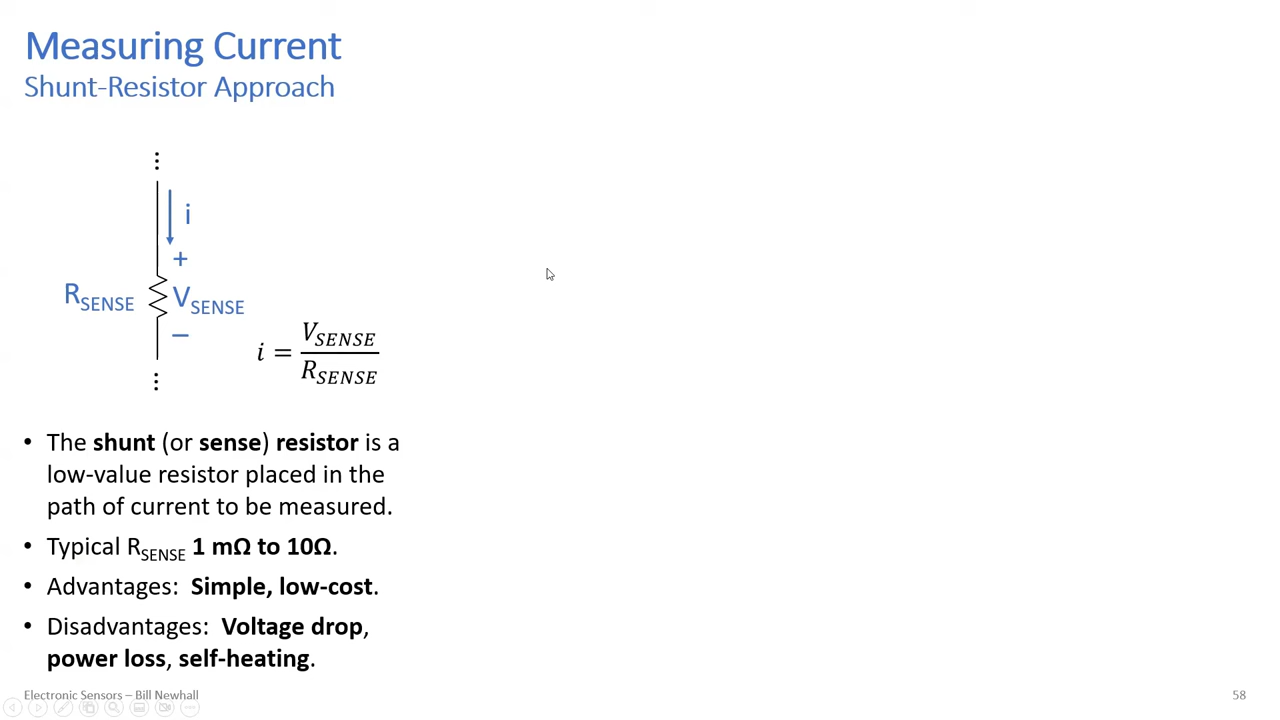 Measuring Current
Shunt-Resistor Approach
⋮
i
+
R_SENSE V_SENSE
−
i = V_SENSE / R_SENSE
⋮
• The shunt (or sense) resistor is a
low-value resistor placed in the
path of current to be measured.
• Typical R_SENSE 1 mΩ to 10Ω.
• Advantages: Simple, low-cost.
• Disadvantages: Voltage drop,
power loss, self-heating.
Electronic Sensors – Bill Newhall
58